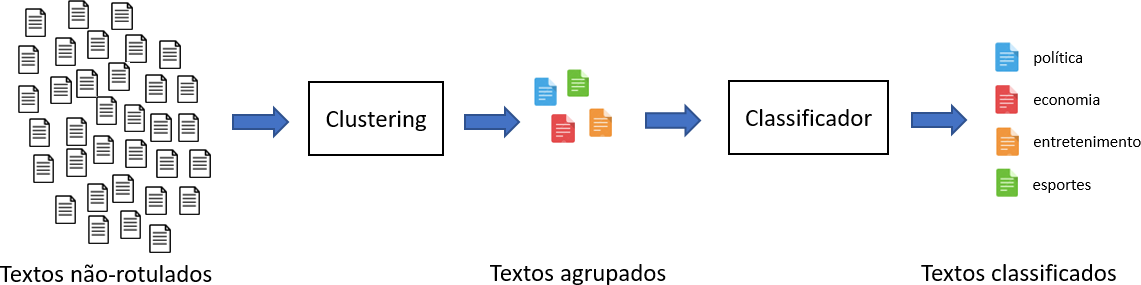 Clustering
Classificador
política
economia
entretenimento
esportes
Textos não-rotulados
Textos agrupados
Textos classificados